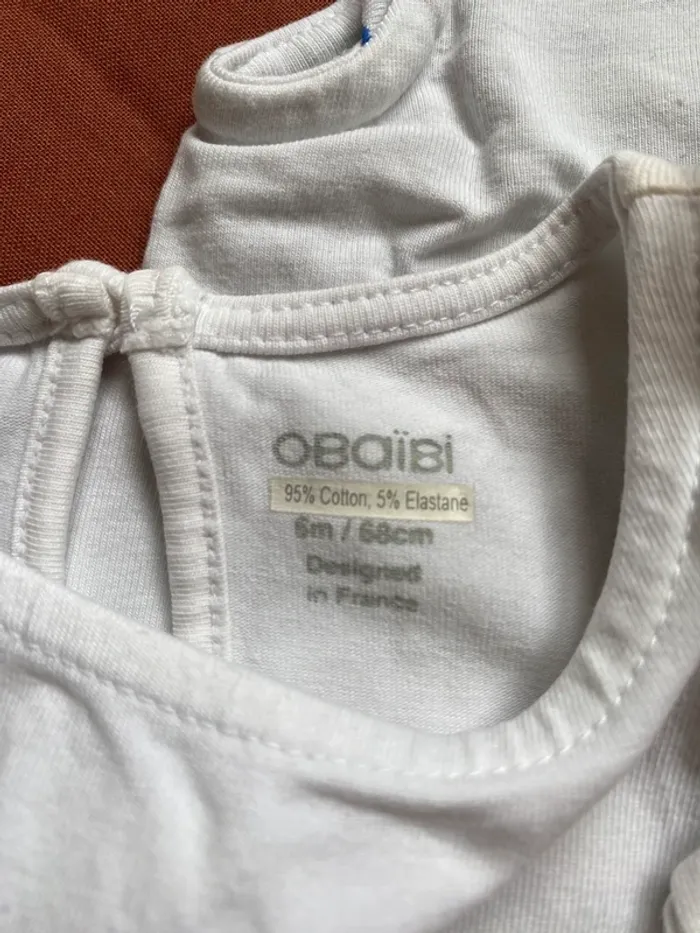 OBaïBi
95% Cotton, 5% Elastane
6m / 68cm
Designed
in France